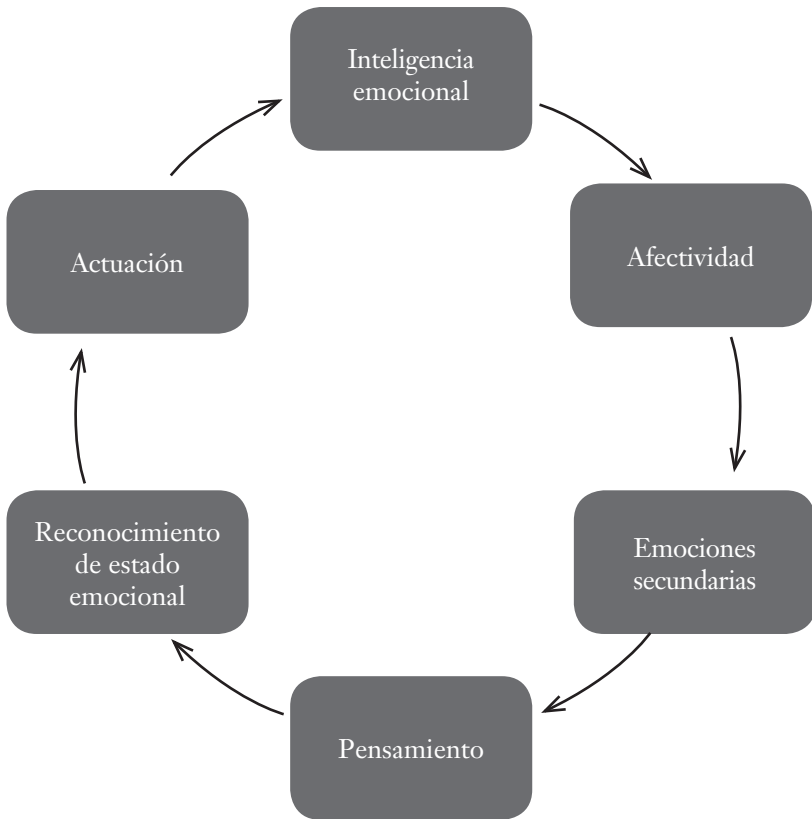 Inteligencia
emocional
Afectividad
Emociones
secundarias
Pensamiento
Reconocimiento
de estado
emocional
Actuación